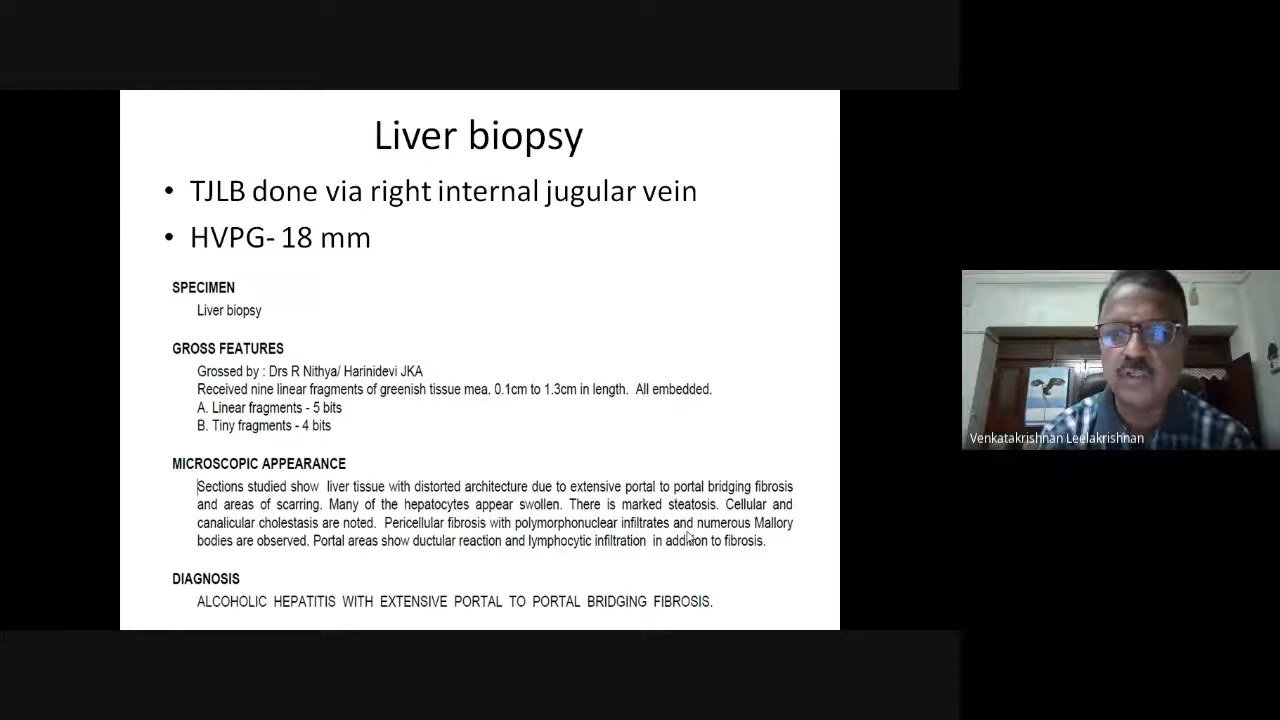 Liver biopsy
• TJLB done via right internal jugular vein
• HVPG- 18 mm
SPECIMEN
Liver biopsy
GROSS FEATURES
Grossed by : Drs R Nithya/ Harinidevi JKA
Received nine linear fragments of greenish tissue mea. 0.1cm to 1.3cm in length. All embedded.
A. Linear fragments - 5 bits
B. Tiny fragments - 4 bits
MICROSCOPIC APPEARANCE
Sections studied show liver tissue with distorted architecture due to extensive portal to portal bridging fibrosis
and areas of scarring. Many of the hepatocytes appear swollen. There is marked steatosis. Cellular and
canalicular cholestasis are noted. Pericellular fibrosis with polymorphonuclear infiltrates and numerous Mallory
bodies are observed. Portal areas show ductular reaction and lymphocytic infiltration in addition to fibrosis.
DIAGNOSIS
ALCOHOLIC HEPATITIS WITH EXTENSIVE PORTAL TO PORTAL BRIDGING FIBROSIS.
Venkatakrishnan Leelakrishnan